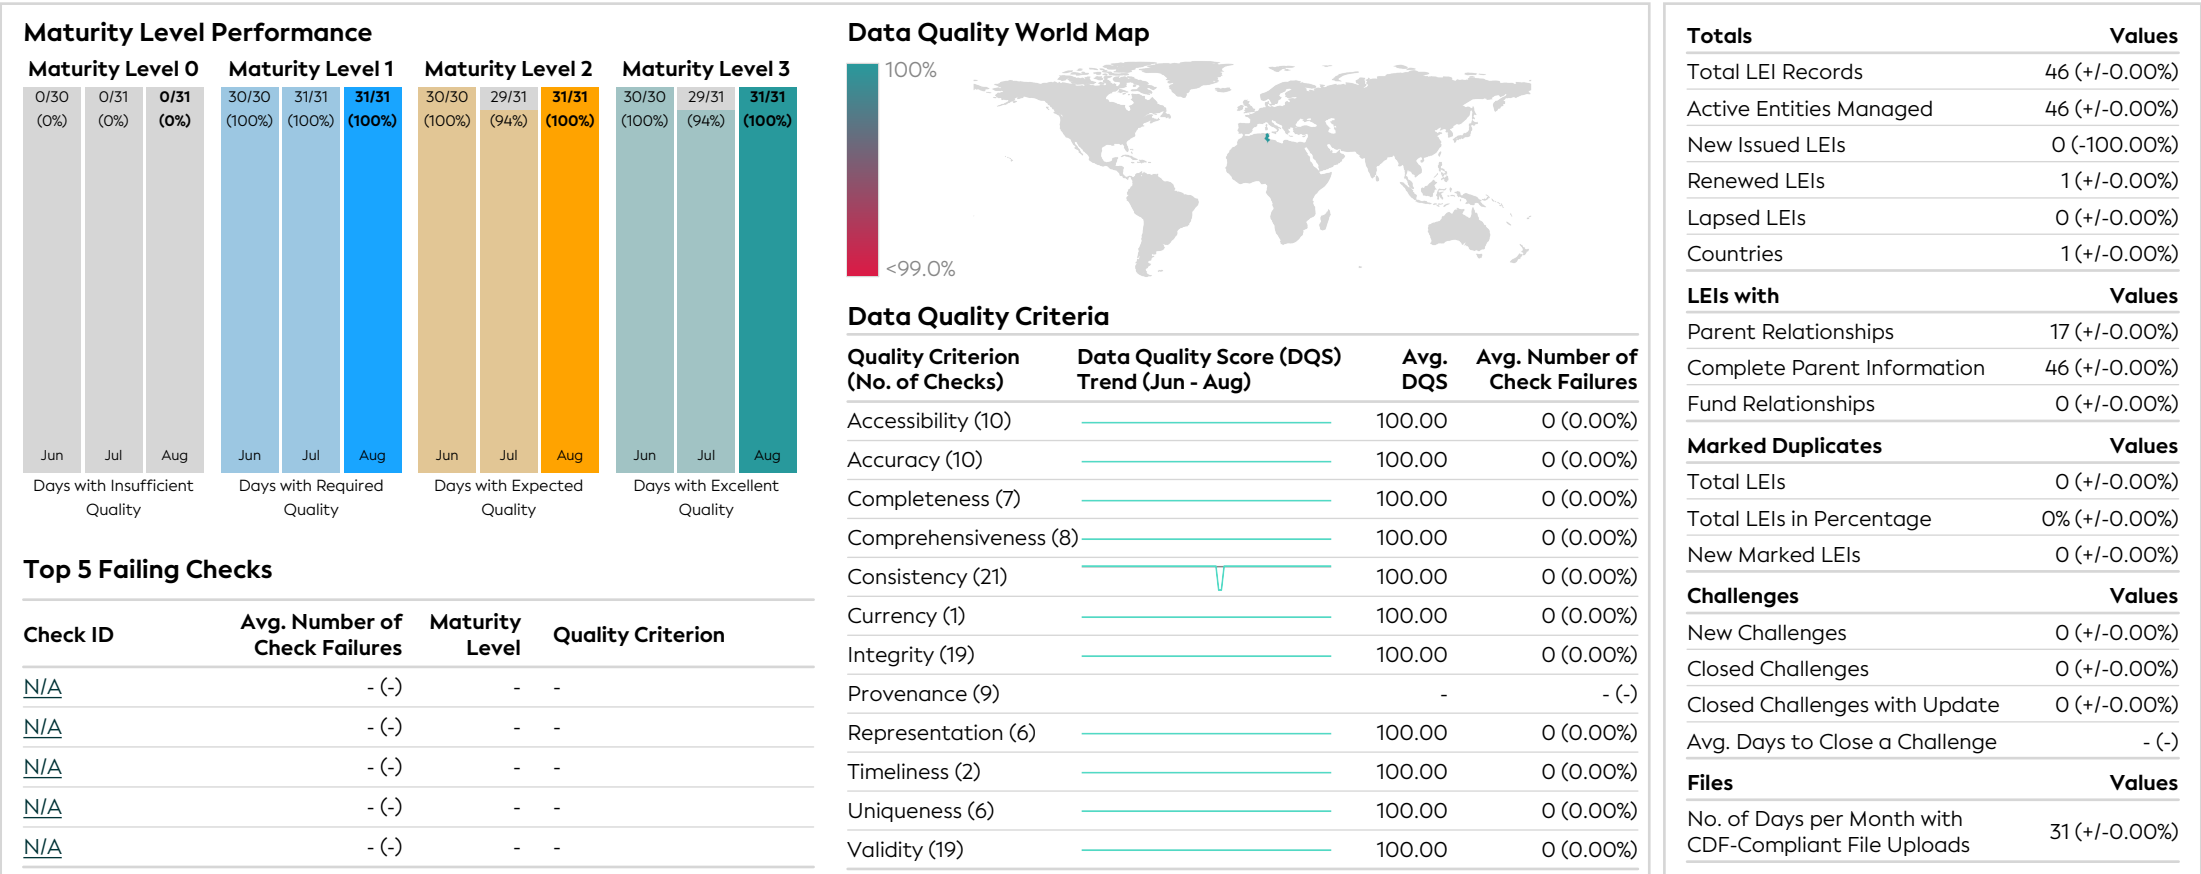 Maturity Level Performance
Maturity Level 0 Maturity Level 1 Maturity Level 2 Maturity Level 3
0/30 0/31 0/31 30/30 31/31 31/31 30/30 29/31 31/31 30/30 29/31 31/31
(0%) (0%) (0%) (100%) (100%) (100%) (100%) (94%) (100%) (100%) (94%) (100%)
Jun Jul Aug Jun Jul Aug Jun Jul Aug Jun Jul Aug
Days with Insufficient Days with Required Days with Expected Days with Excellent
Quality Quality Quality Quality
Top 5 Failing Checks
Check ID Avg. Number of Check Failures Maturity Level Quality Criterion
N/A - (-) - -
N/A - (-) - -
N/A - (-) - -
N/A - (-) - -
N/A - (-) - -
Data Quality World Map
100%
<99.0%
Data Quality Criteria
Quality Criterion Data Quality Score (DQS) Avg. Avg. Number of
(No. of Checks) Trend (Jun - Aug) DQS Check Failures
Accessibility (10) 100.00 0 (0.00%)
Accuracy (10) 100.00 0 (0.00%)
Completeness (7) 100.00 0 (0.00%)
Comprehensiveness (8) 100.00 0 (0.00%)
Consistency (21) 100.00 0 (0.00%)
Currency (1) 100.00 0 (0.00%)
Integrity (19) 100.00 0 (0.00%)
Provenance (9) - - (-)
Representation (6) 100.00 0 (0.00%)
Timeliness (2) 100.00 0 (0.00%)
Uniqueness (6) 100.00 0 (0.00%)
Validity (19) 100.00 0 (0.00%)
Totals Values
Total LEI Records 46 (+/-0.00%)
Active Entities Managed 46 (+/-0.00%)
New Issued LEIs 0 (-100.00%)
Renewed LEIs 1 (+/-0.00%)
Lapsed LEIs 0 (+/-0.00%)
Countries 1 (+/-0.00%)
LEIs with Values
Parent Relationships 17 (+/-0.00%)
Complete Parent Information 46 (+/-0.00%)
Fund Relationships 0 (+/-0.00%)
Marked Duplicates Values
Total LEIs 0 (+/-0.00%)
Total LEIs in Percentage 0% (+/-0.00%)
New Marked LEIs 0 (+/-0.00%)
Challenges Values
New Challenges 0 (+/-0.00%)
Closed Challenges 0 (+/-0.00%)
Closed Challenges with Update 0 (+/-0.00%)
Avg. Days to Close a Challenge - (-)
Files Values
No. of Days per Month with
CDF-Compliant File Uploads 31 (+/-0.00%)